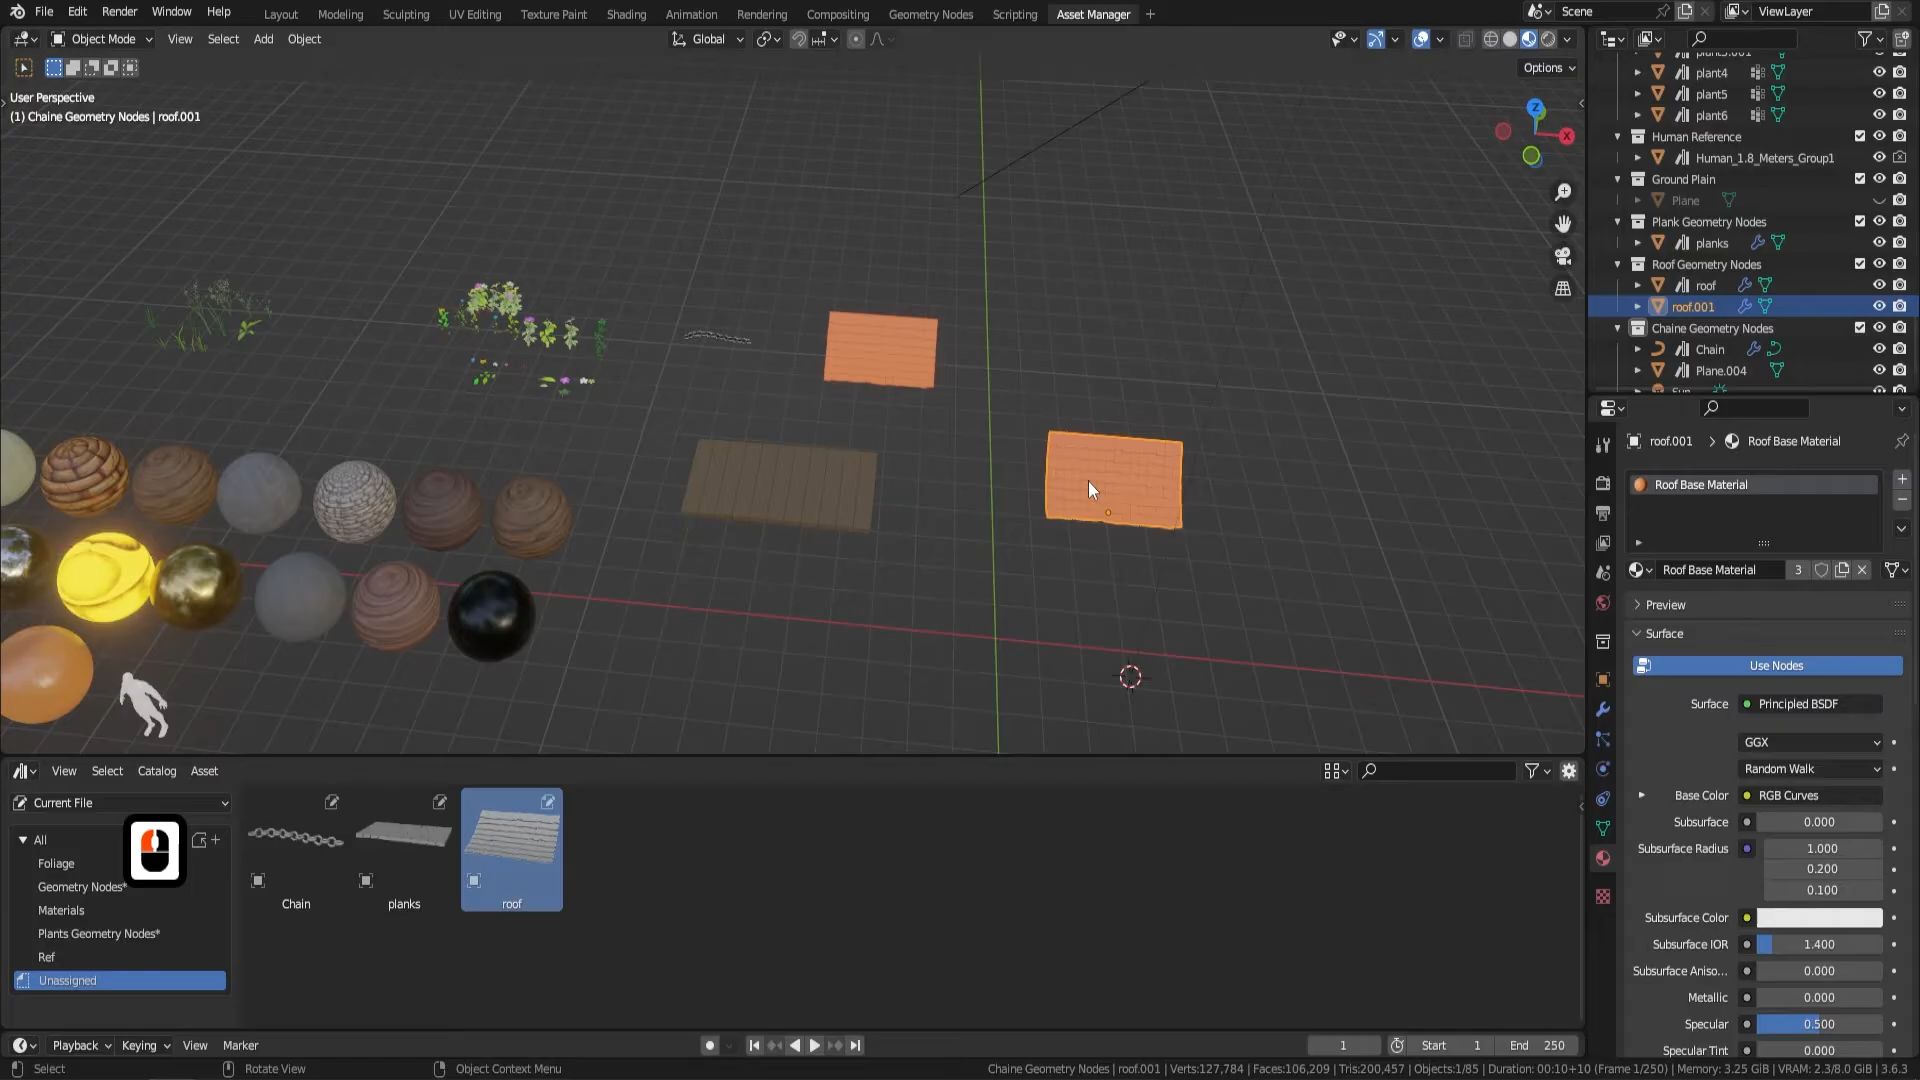 File Edit Render Window Help Layout Modeling Sculpting UV Editing Texture Paint Shading Animation Rendering Compositing Geometry Nodes Scripting Asset Manager + Scene ViewLayer
Object Mode View Select Add Object Global
Options
User Perspective
(1) Chaine Geometry Nodes | roof.001
Z
X
plant4
plant5
plant6
Human Reference
Human_1.8_Meters_Group1
Ground Plain
Plane
Plank Geometry Nodes
planks
Roof Geometry Nodes
roof
roof.001
Chaine Geometry Nodes
Chain
Plane.004
roof.001 > Roof Base Material
Roof Base Material
Roof Base Material 3
Preview
Surface
Use Nodes
Surface Principled BSDF
GGX
Random Walk
Base Color RGB Curves
Subsurface 0.000
Subsurface Radius 1.000
0.200
0.100
Subsurface Color
Subsurface IOR 1.400
Subsurface Aniso... 0.000
Metallic 0.000
Specular 0.500
Specular Tint 0.000
View Select Catalog Asset
Current File
All
Foliage
Geometry Nodes*
Materials
Plants Geometry Nodes*
Ref
Unassigned
Chain planks roof
Playback Keying View Marker 1 Start 1 End 250
Select Rotate View Object Context Menu Chaine Geometry Nodes | roof.001 | Verts:127,784 | Faces:106,209 | Tris:200,457 | Objects:1/85 | Duration: 00:10+10 (Frame 1/250) | Memory: 3.25 GiB | VRAM: 2.3/8.0 GiB | 3.6.3